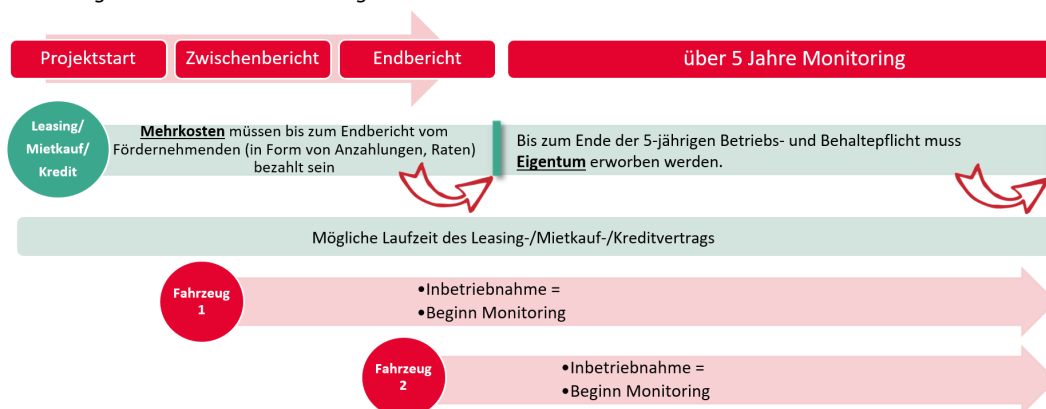 Projektstart
Zwischenbericht
Endbericht
über 5 Jahre Monitoring
Leasing/
Mietkauf/
Kredit
Mehrkosten müssen bis zum Endbericht vom
Fördernehmenden (in Form von Anzahlungen, Raten)
bezahlt sein
Bis zum Ende der 5-jährigen Betriebs- und Behaltepflicht muss
Eigentum erworben werden.
Mögliche Laufzeit des Leasing-/Mietkauf-/Kreditvertrags
Fahrzeug
1
•Inbetriebnahme =
•Beginn Monitoring
Fahrzeug
2
•Inbetriebnahme =
•Beginn Monitoring